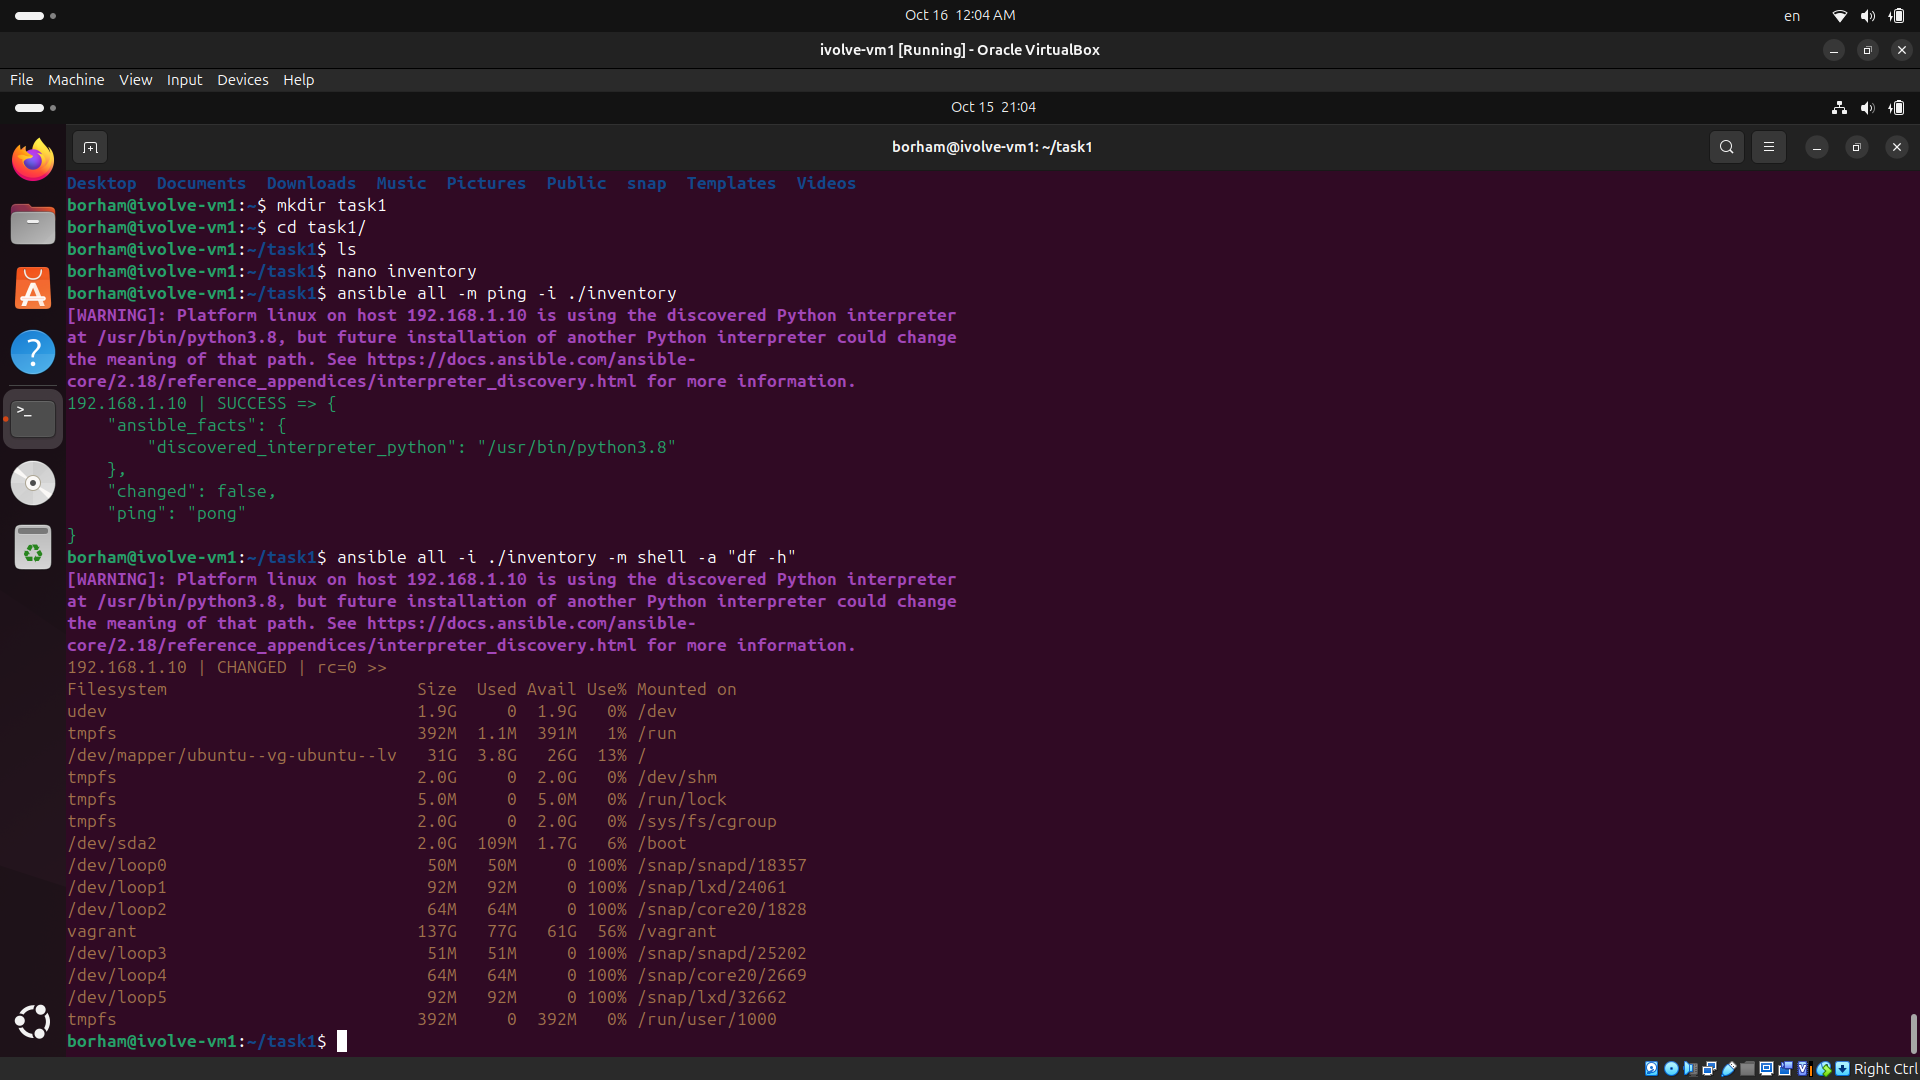 Oct 16  12:04 AM
en
ivolve-vm1 [Running] - Oracle VirtualBox
File Machine View Input Devices Help
Oct 15  21:04
borham@ivolve-vm1: ~/task1
Desktop  Documents  Downloads  Music  Pictures  Public  snap  Templates  Videos
borham@ivolve-vm1:~$ mkdir task1
borham@ivolve-vm1:~$ cd task1/
borham@ivolve-vm1:~/task1$ ls
borham@ivolve-vm1:~/task1$ nano inventory
borham@ivolve-vm1:~/task1$ ansible all -m ping -i ./inventory
[WARNING]: Platform linux on host 192.168.1.10 is using the discovered Python interpreter
at /usr/bin/python3.8, but future installation of another Python interpreter could change
the meaning of that path. See https://docs.ansible.com/ansible-
core/2.18/reference_appendices/interpreter_discovery.html for more information.
192.168.1.10 | SUCCESS => {
    "ansible_facts": {
        "discovered_interpreter_python": "/usr/bin/python3.8"
    },
    "changed": false,
    "ping": "pong"
}
borham@ivolve-vm1:~/task1$ ansible all -i ./inventory -m shell -a "df -h"
[WARNING]: Platform linux on host 192.168.1.10 is using the discovered Python interpreter
at /usr/bin/python3.8, but future installation of another Python interpreter could change
the meaning of that path. See https://docs.ansible.com/ansible-
core/2.18/reference_appendices/interpreter_discovery.html for more information.
192.168.1.10 | CHANGED | rc=0 >>
Filesystem                         Size  Used Avail Use% Mounted on
udev                               1.9G     0  1.9G   0% /dev
tmpfs                              392M  1.1M  391M   1% /run
/dev/mapper/ubuntu--vg-ubuntu--lv   31G  3.8G   26G  13% /
tmpfs                              2.0G     0  2.0G   0% /dev/shm
tmpfs                              5.0M     0  5.0M   0% /run/lock
tmpfs                              2.0G     0  2.0G   0% /sys/fs/cgroup
/dev/sda2                          2.0G  109M  1.7G   6% /boot
/dev/loop0                          50M   50M     0 100% /snap/snapd/18357
/dev/loop1                          92M   92M     0 100% /snap/lxd/24061
/dev/loop2                          64M   64M     0 100% /snap/core20/1828
vagrant                            137G   77G   61G  56% /vagrant
/dev/loop3                          51M   51M     0 100% /snap/snapd/25202
/dev/loop4                          64M   64M     0 100% /snap/core20/2669
/dev/loop5                          92M   92M     0 100% /snap/lxd/32662
tmpfs                              392M     0  392M   0% /run/user/1000
borham@ivolve-vm1:~/task1$
Right Ctrl